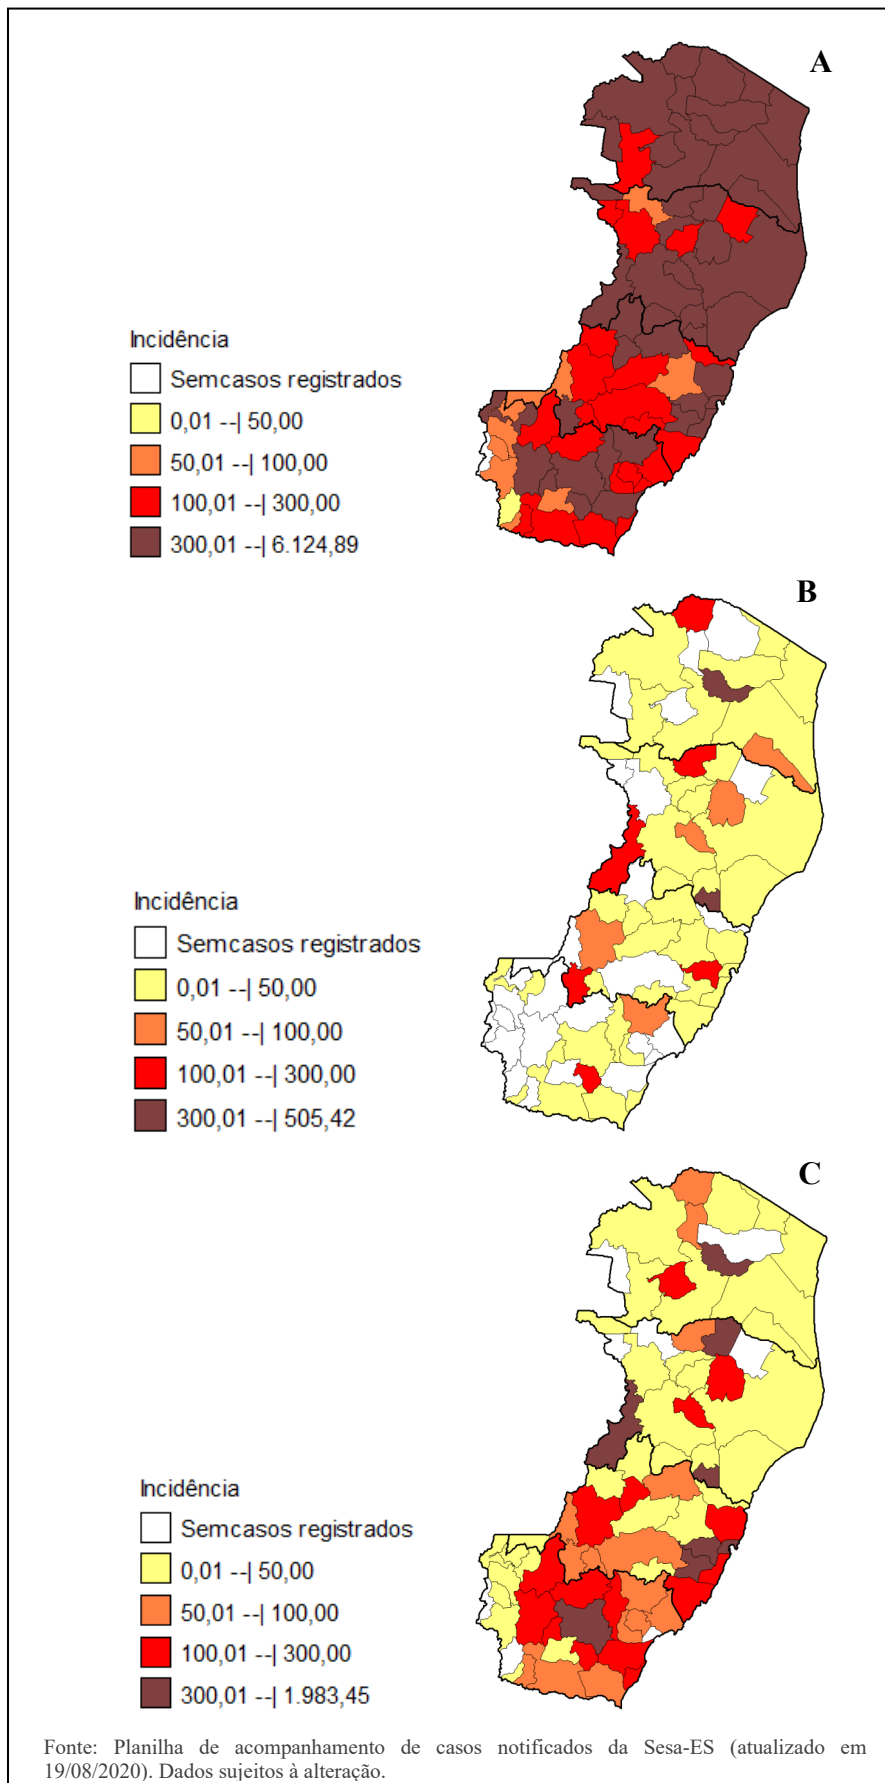 A
Incidência
Semcasos registrados
0,01 --| 50,00
50,01 --| 100,00
100,01 --| 300,00
300,01 --| 6.124,89
B
Incidência
Semcasos registrados
0,01 --| 50,00
50,01 --| 100,00
100,01 --| 300,00
300,01 --| 505,42
C
Incidência
Semcasos registrados
0,01 --| 50,00
50,01 --| 100,00
100,01 --| 300,00
300,01 --| 1.983,45
Fonte: Planilha de acompanhamento de casos notificados da Sesa-ES (atualizado em
19/08/2020). Dados sujeitos à alteração.